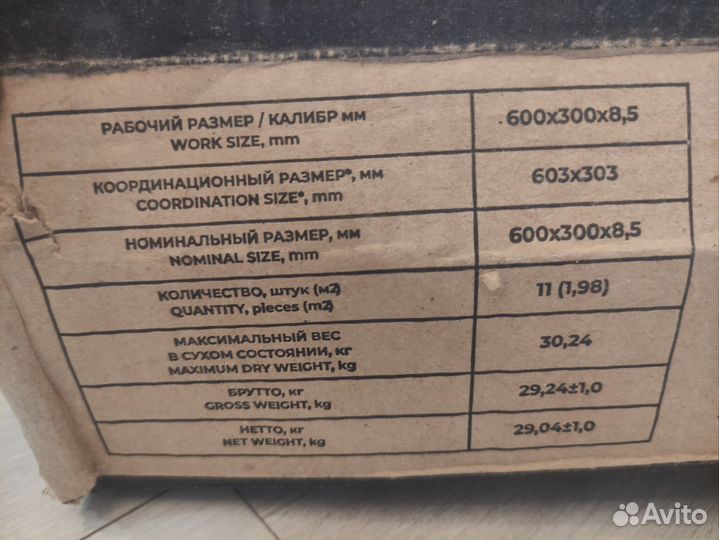 РАБОЧИЙ РАЗМЕР / КАЛИБР мм
WORK SIZE, mm
600x300x8,5
КООРДИНАЦИОННЫЙ РАЗМЕР*, мм
COORDINATION SIZE*, mm
603x303
НОМИНАЛЬНЫЙ РАЗМЕР, мм
NOMINAL SIZE, mm
600x300x8,5
КОЛИЧЕСТВО, штук (м2)
QUANTITY, pieces (m2)
11 (1,98)
МАКСИМАЛЬНЫЙ ВЕС
В СУХОМ СОСТОЯНИИ, кг
MAXIMUM DRY WEIGHT, kg
30,24
БРУТТО, кг
GROSS WEIGHT, kg
29,24±1,0
НЕТТО, кг
NET WEIGHT, kg
29,04±1,0
Avito